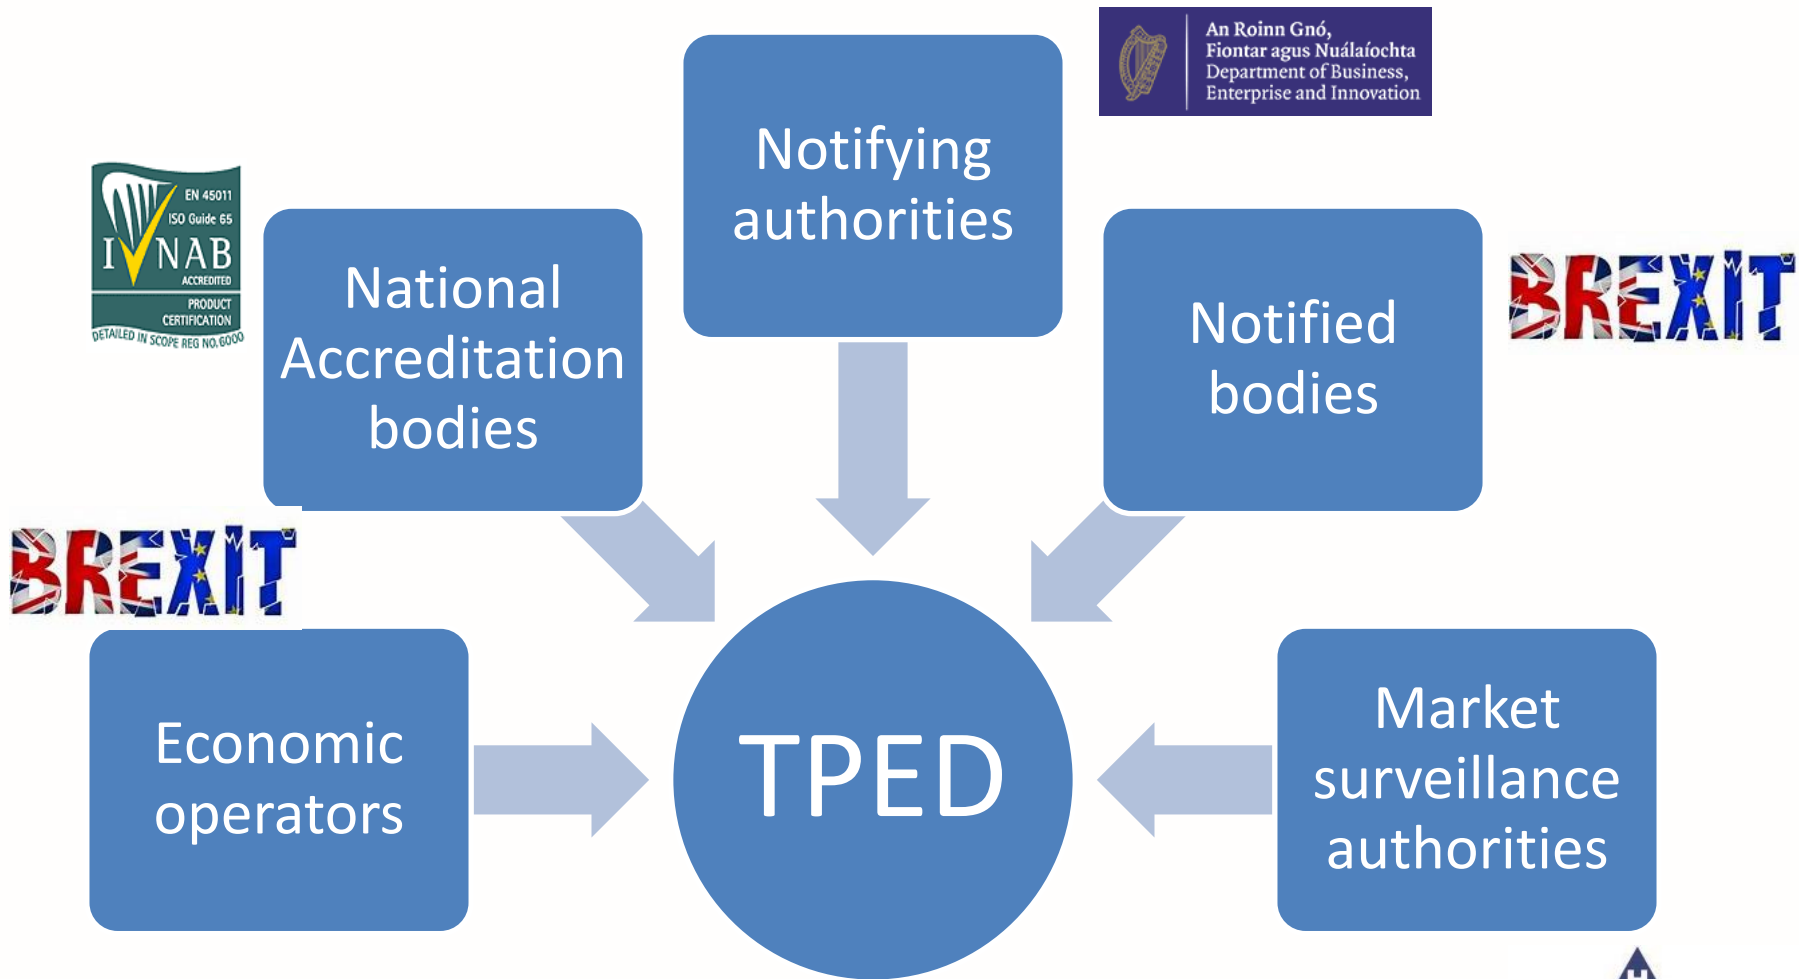 An Roinn Gnó,
Fiontar agus Nuálaíochta
Department of Business,
Enterprise and Innovation
Notifying
authorities
EN 45011
ISO Guide 65
INAB
ACCREDITED
PRODUCT
CERTIFICATION
DETAILED IN SCOPE REG NO.6000
National
Accreditation
bodies
Notified
bodies
BREXIT
BREXIT
Economic
operators
TPED
Market
surveillance
authorities
H